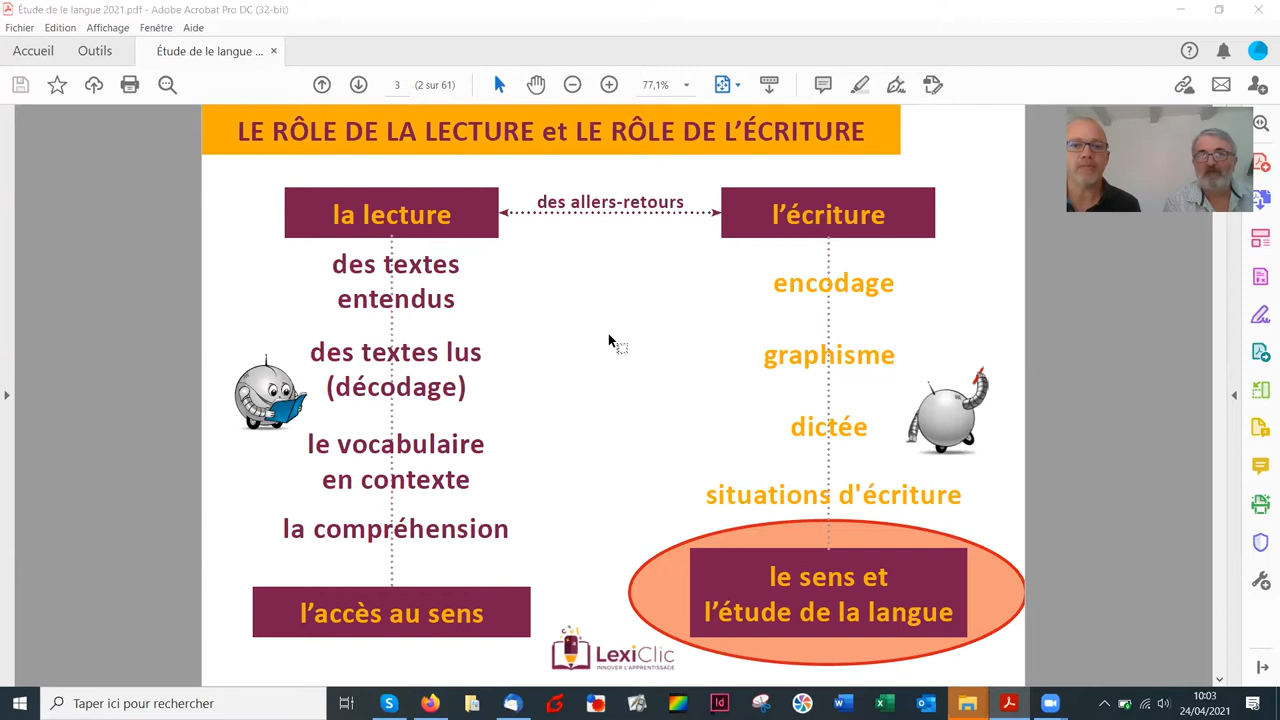 Étude de le langue 2021.pdf - Adobe Acrobat Pro DC (32-bit)
Fichier Edition Affichage Fenêtre Aide
Accueil Outils Étude de le langue ... ×
3 (2 sur 61) 77,1%
LE RÔLE DE LA LECTURE et LE RÔLE DE L'ÉCRITURE
la lecture
des allers-retours
l'écriture
des textes
entendus
des textes lus
(décodage)
le vocabulaire
en contexte
la compréhension
l'accès au sens
encodage
graphisme
dictée
situations d'écriture
le sens et
l'étude de la langue
LexiClic
INNOVER L'APPRENTISSAGE
Tapez ici pour rechercher
10:03
24/04/2021